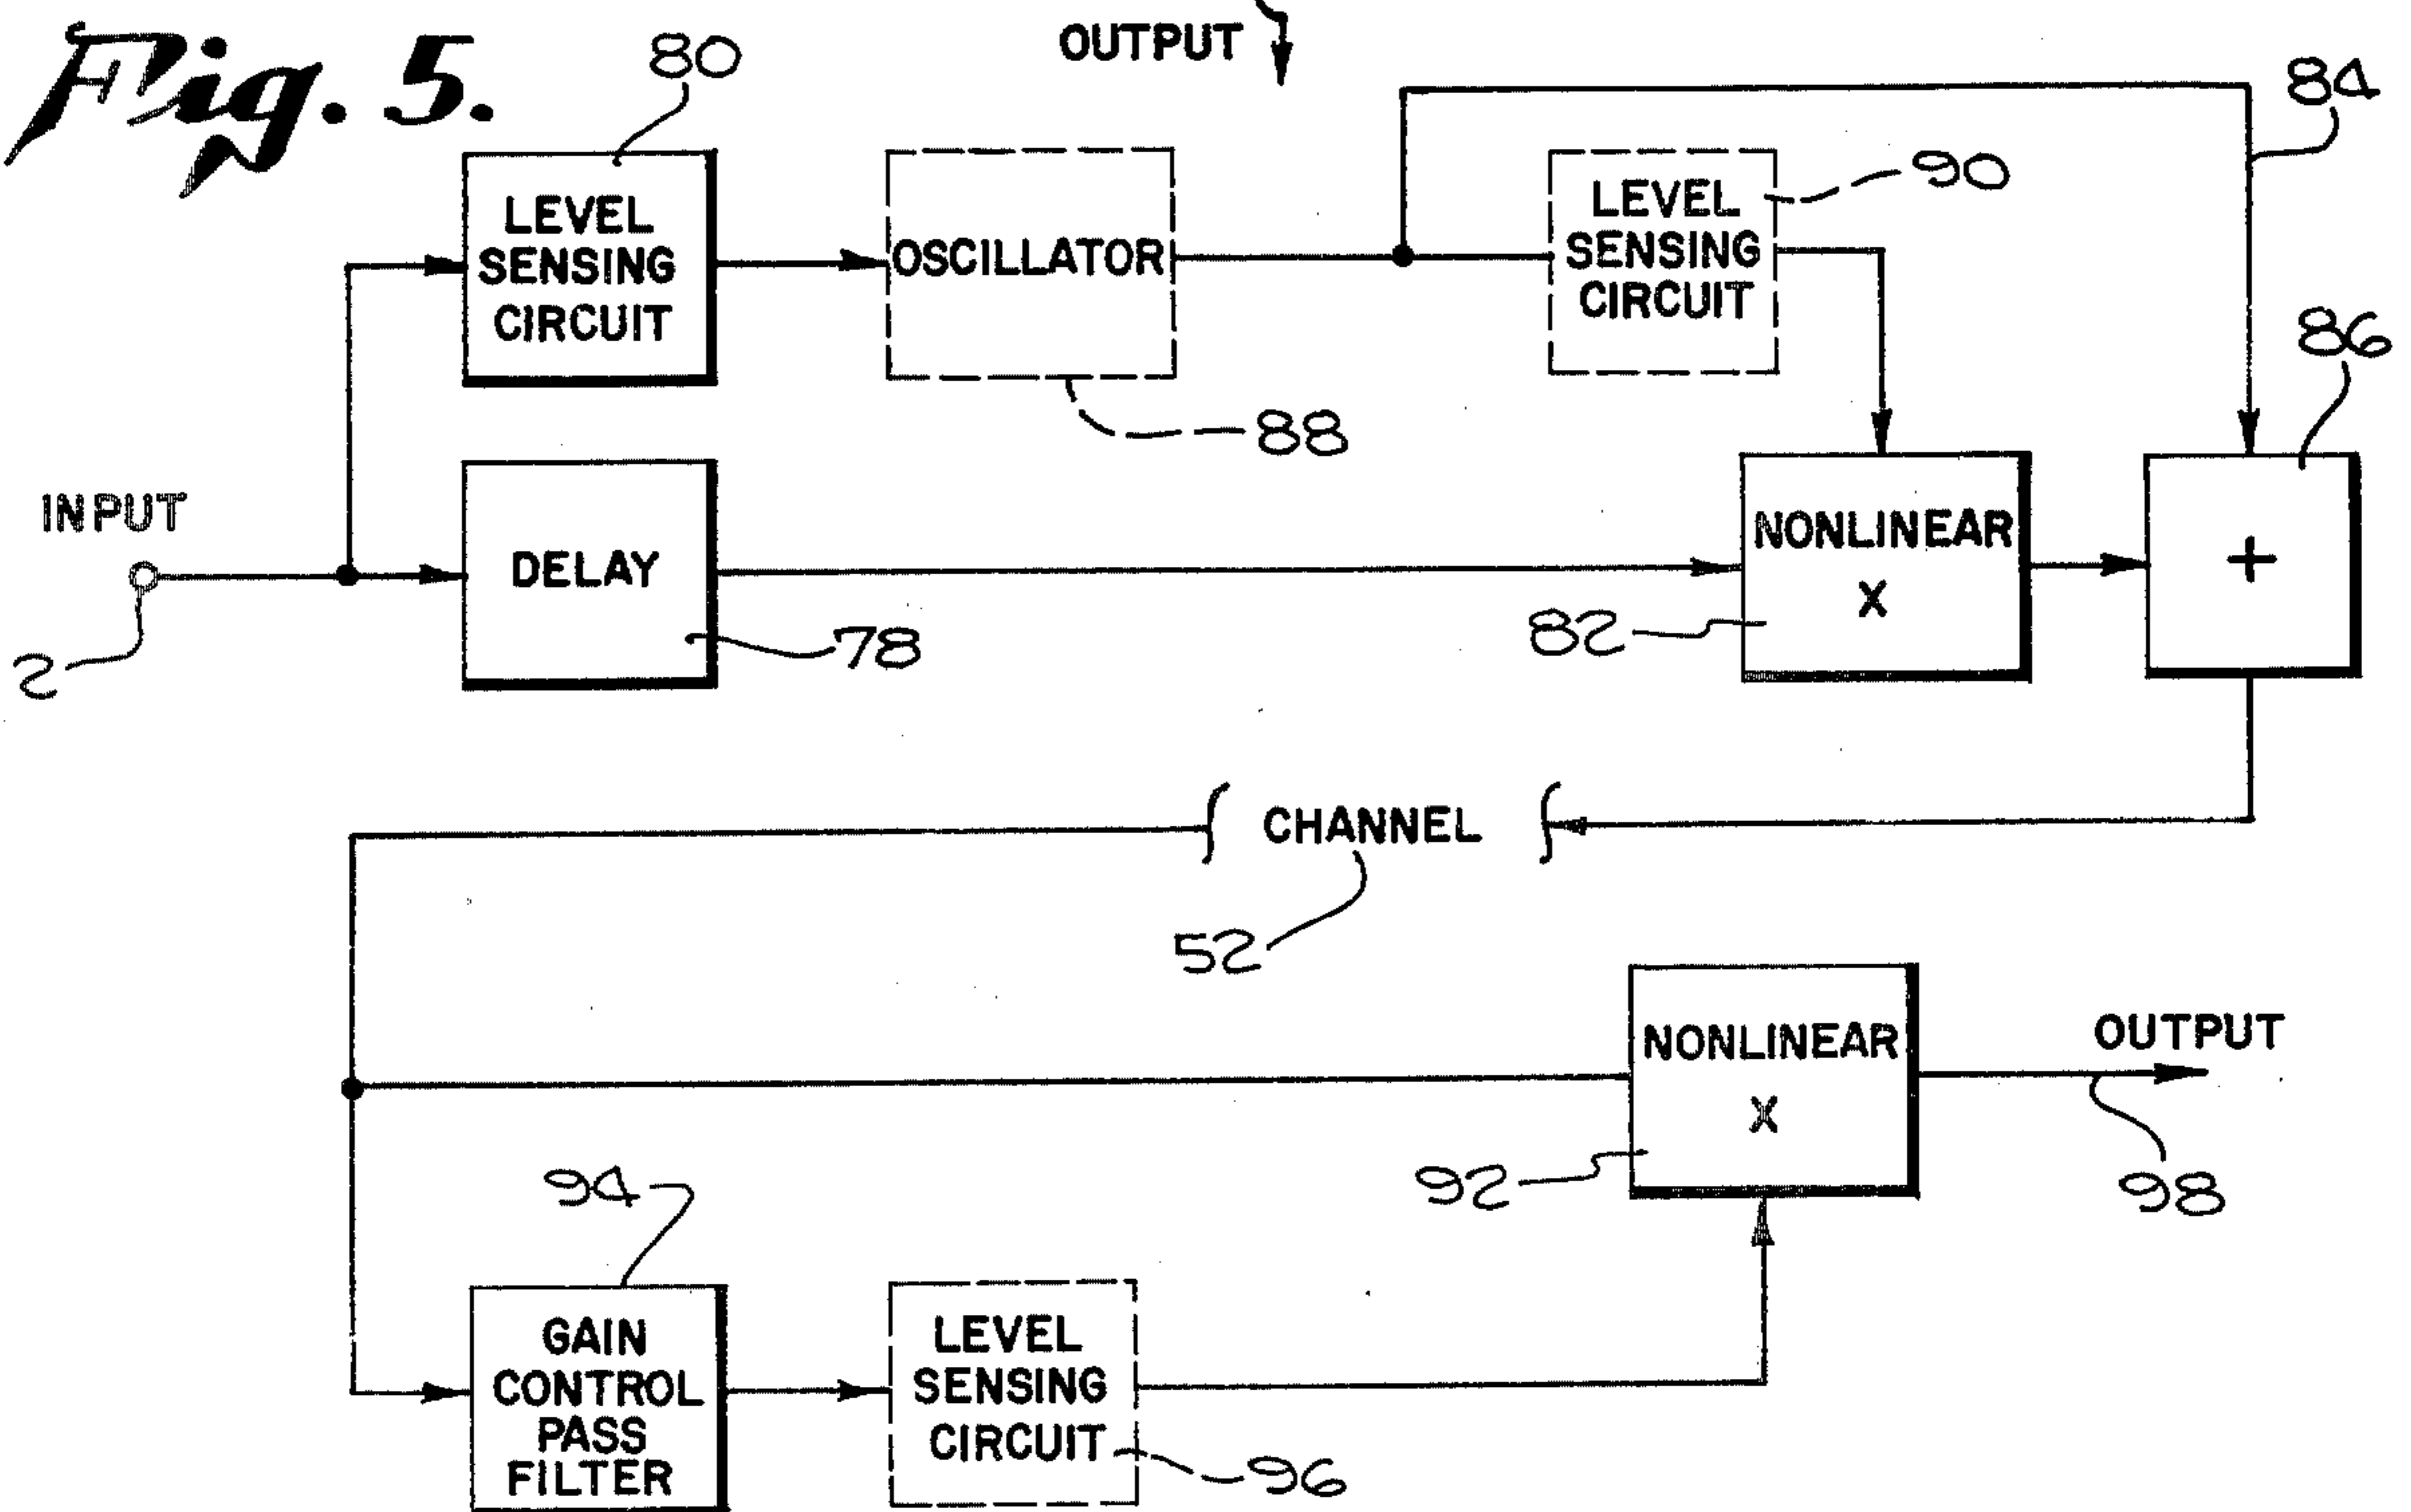 Fig. 5.
80
OUTPUT
84
LEVEL
SENSING
CIRCUIT
OSCILLATOR
LEVEL
SENSING
CIRCUIT
90
86
88
INPUT
DELAY
NONLINEAR
X
+
2
78
82
CHANNEL
52
NONLINEAR
X
OUTPUT
94
92
98
GAIN
CONTROL
PASS
FILTER
LEVEL
SENSING
CIRCUIT
96